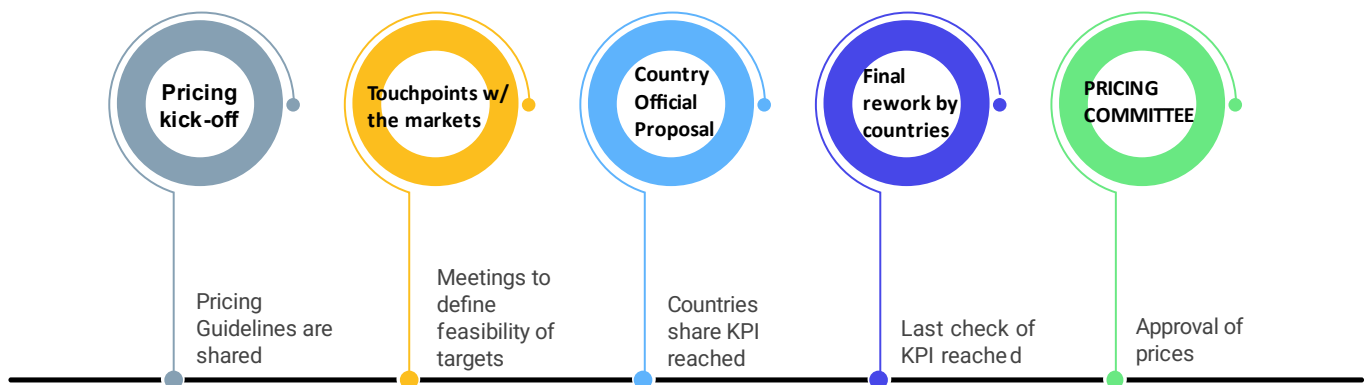 Pricing
kick-off
Touchpoints w/
the markets
Country
Official
Proposal
Final
rework by
countries
PRICING
COMMITTEE
Pricing
Guidelines are
shared
Meetings to
define
feasibility of
targets
Countries
share KPI
reached
Last check of
KPI reached
Approval of
prices